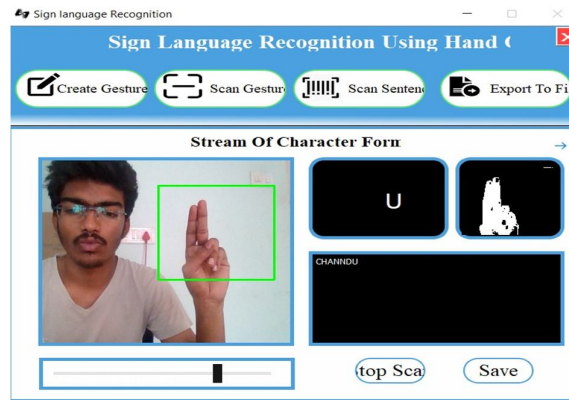 Sign language Recognition
Sign Language Recognition Using Hand
Create Gesture
Scan Gestur
Scan Senten
Export To Fi
Stream Of Character Form
U
CHANNDU
top Sca
Save